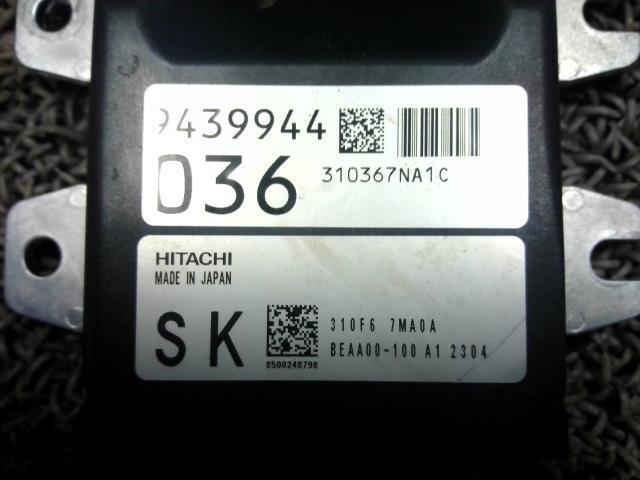 9439944
036
310367NA1C
HITACHI
MADE IN JAPAN
SK
310F6 7MA0A
BEAA00-100 A1 2304
8500248798